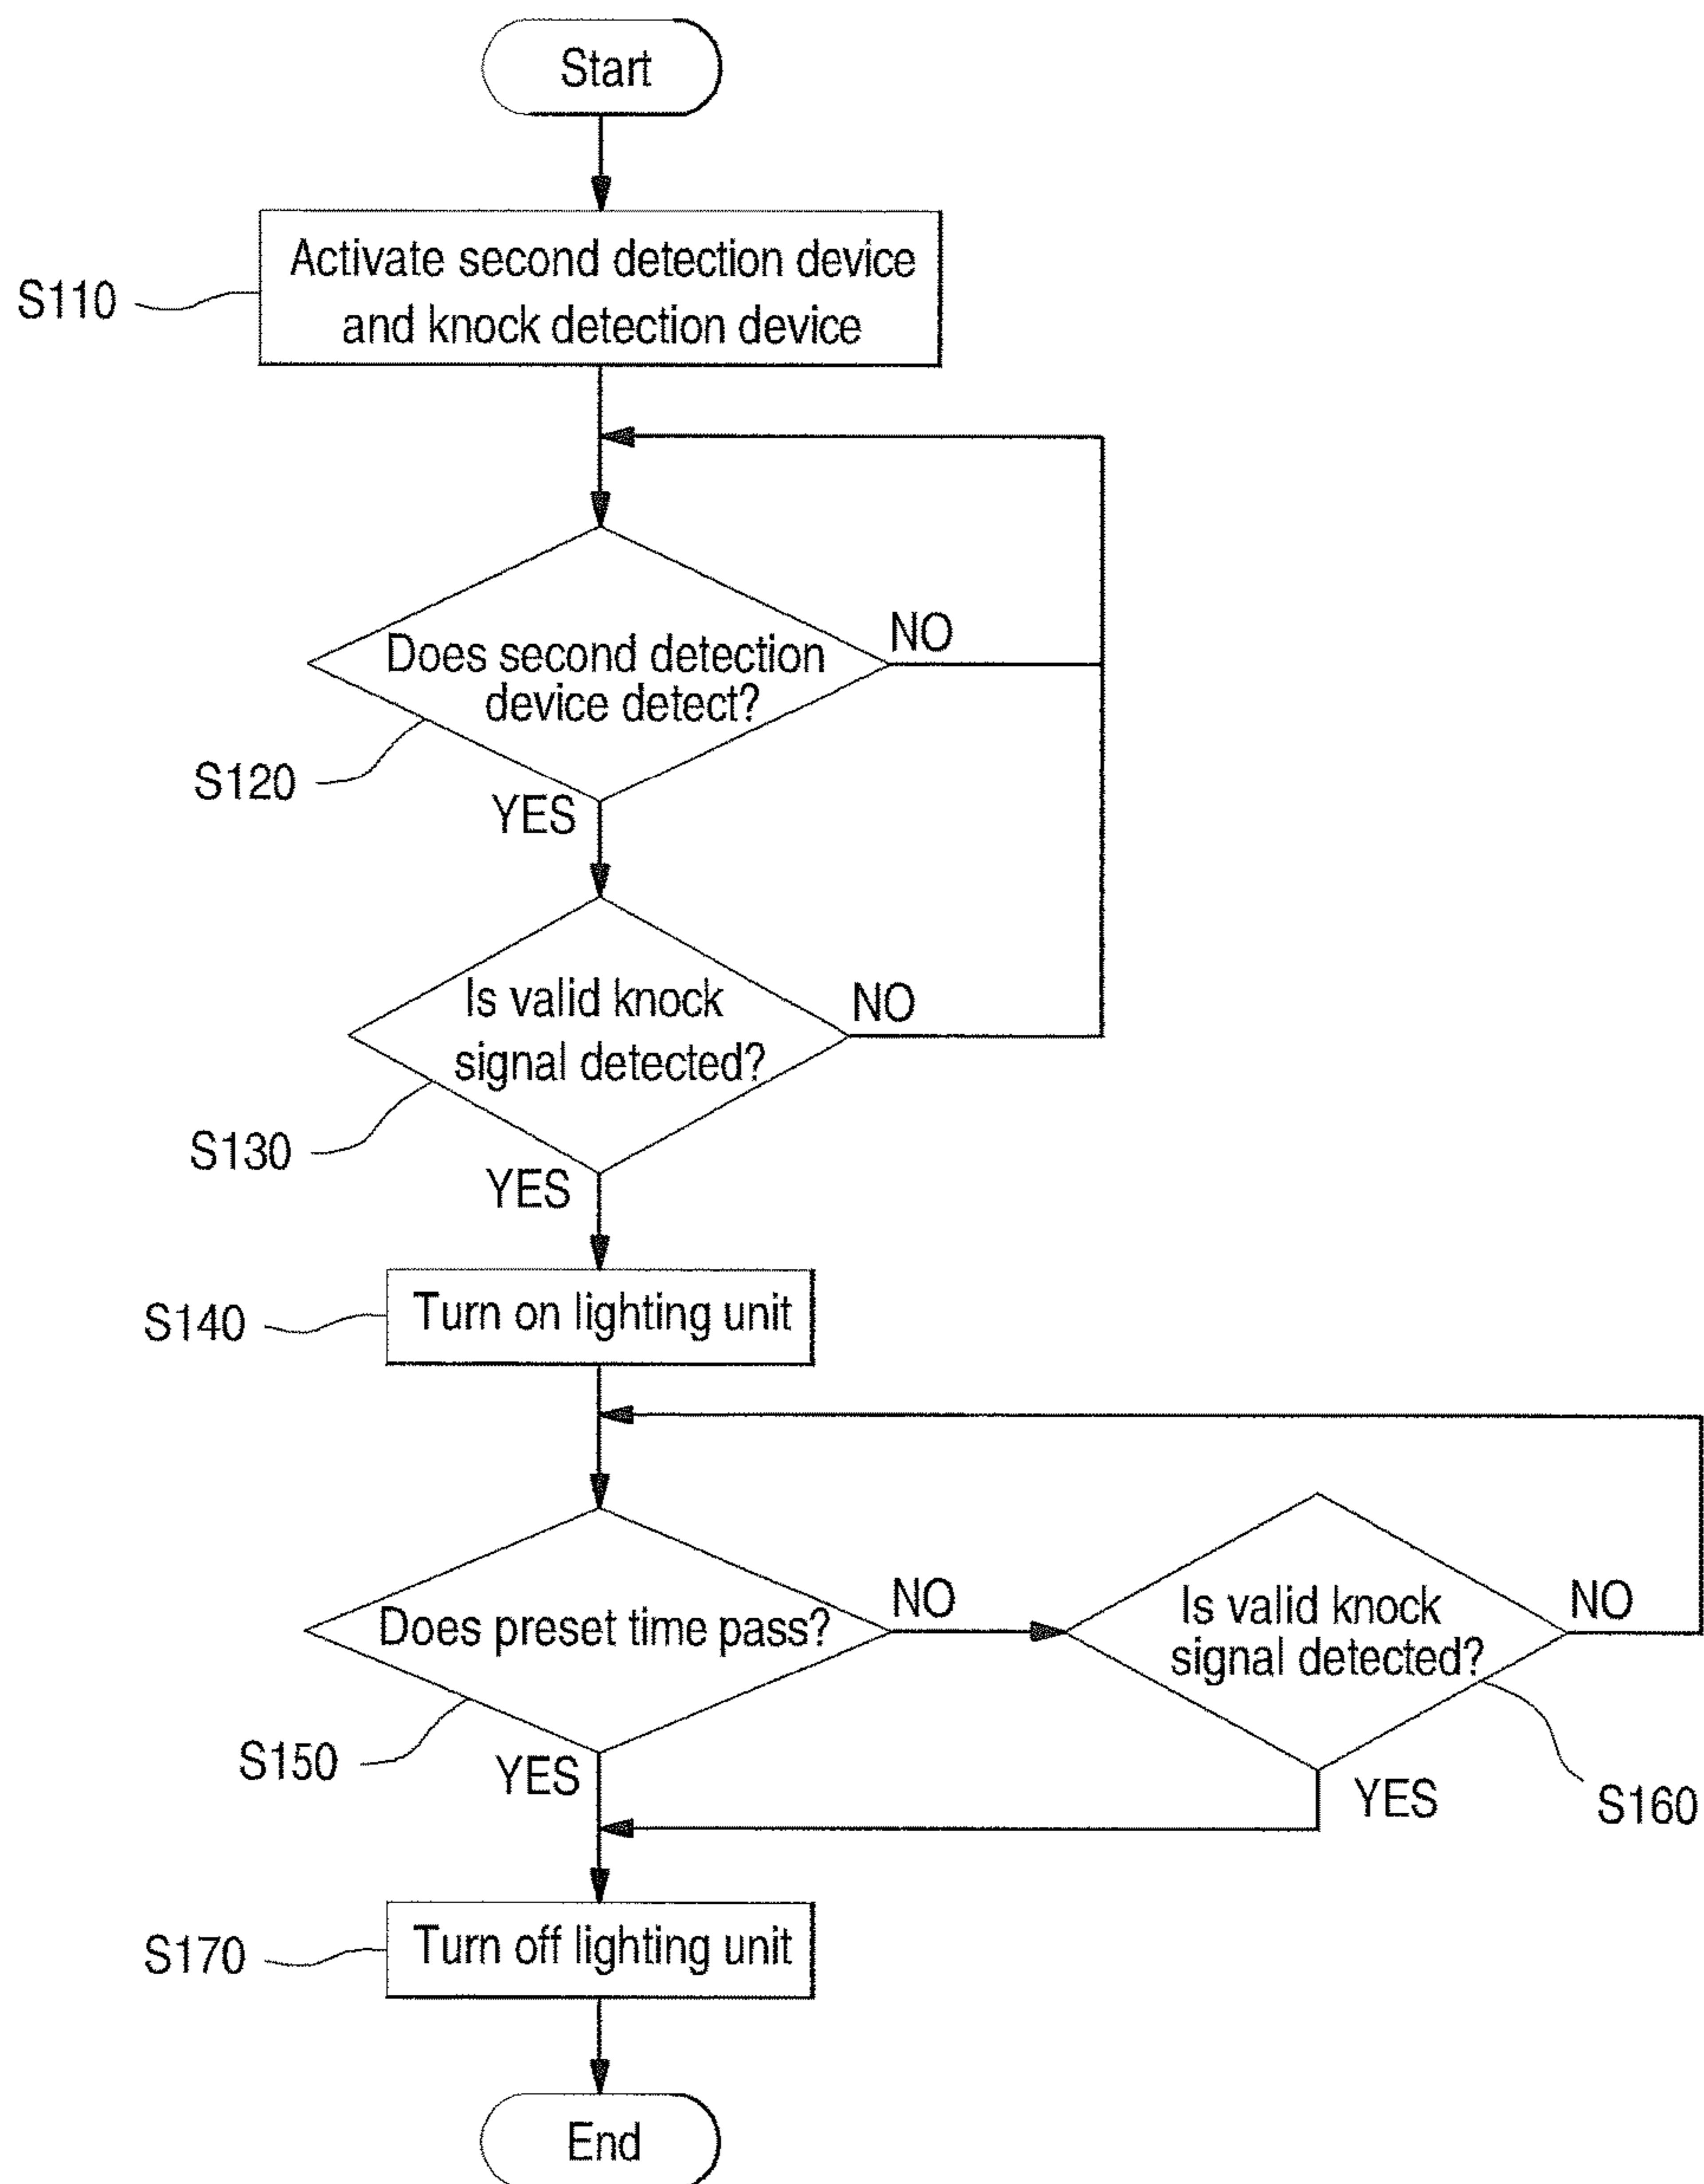 Start
Activate second detection device
and knock detection device
S110
Does second detection
device detect?
NO
S120
YES
Is valid knock
signal detected?
NO
S130
YES
Turn on lighting unit
S140
Does preset time pass?
NO
Is valid knock
signal detected?
NO
S150
YES
YES
S160
Turn off lighting unit
S170
End